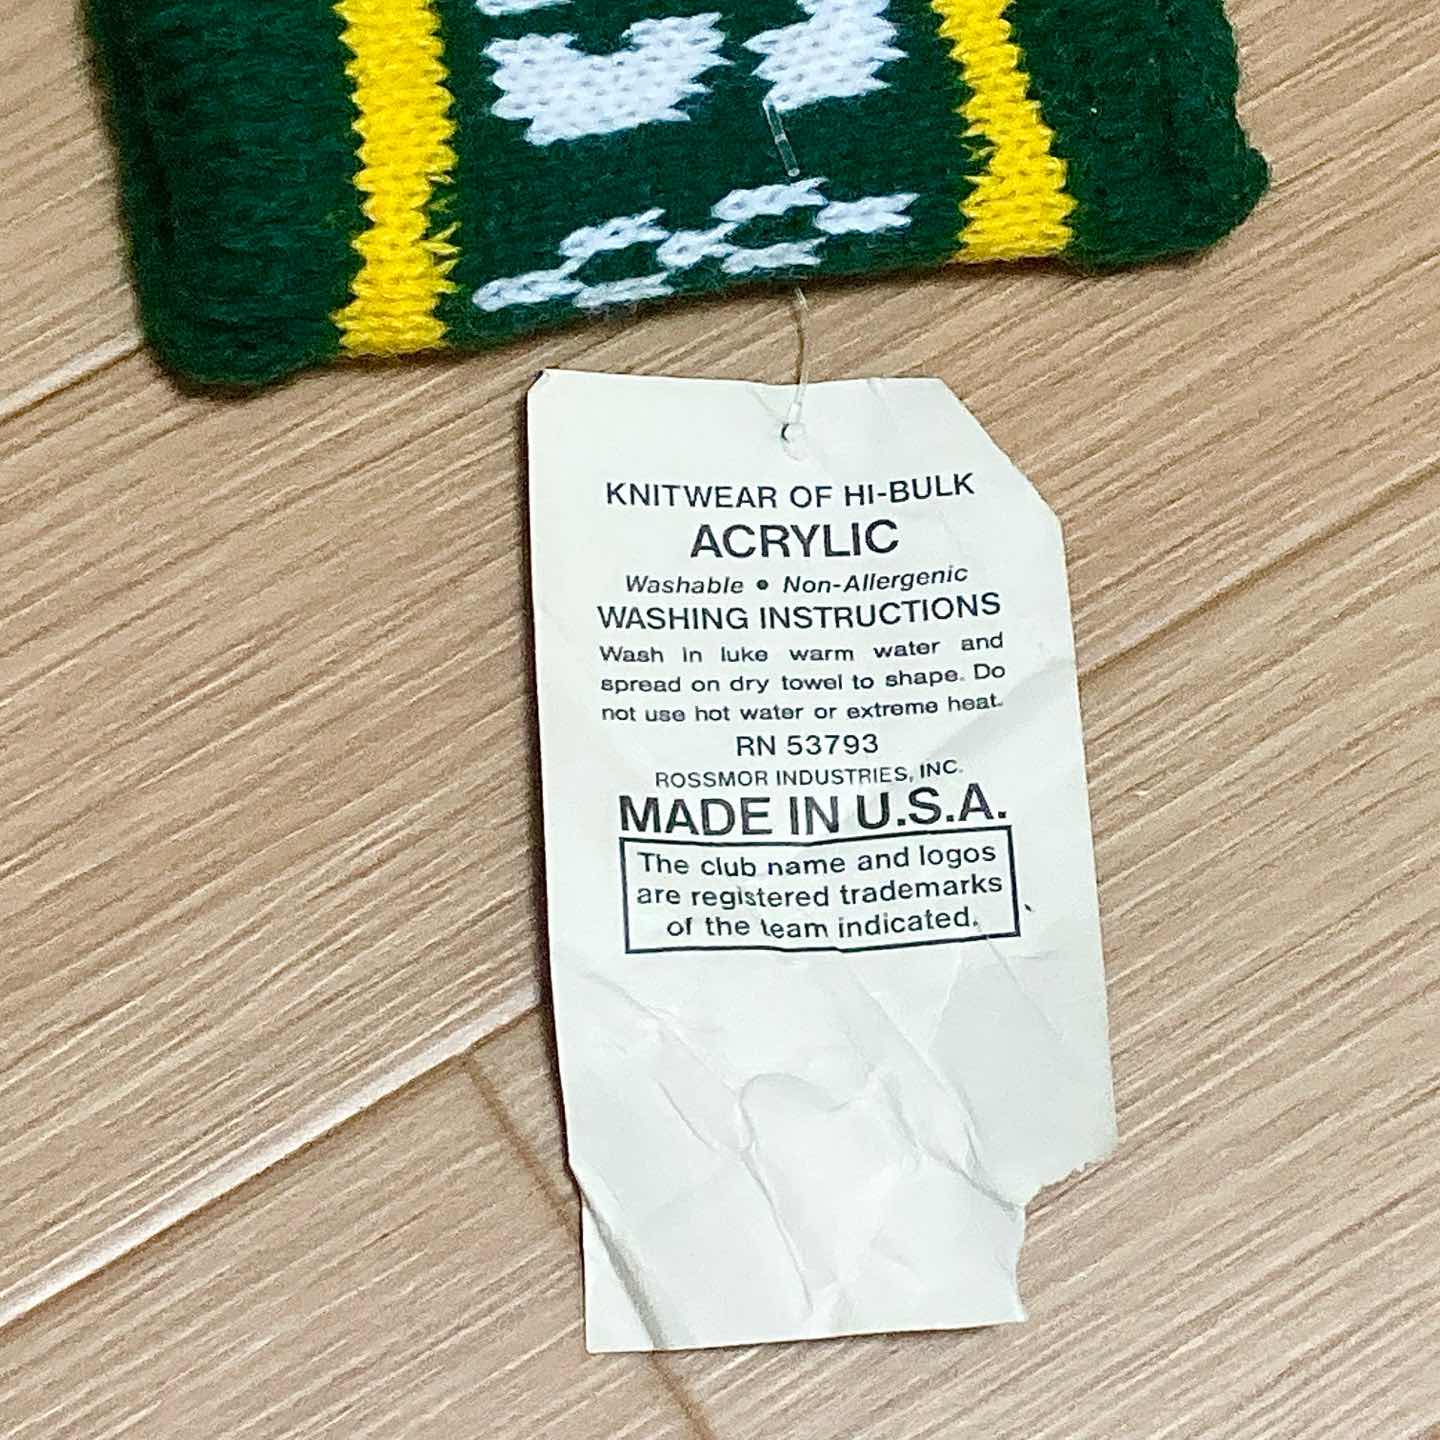 KNITWEAR OF HI-BULK
ACRYLIC
Washable • Non-Allergenic
WASHING INSTRUCTIONS
Wash in luke warm water and
spread on dry towel to shape. Do
not use hot water or extreme heat.
RN 53793
ROSSMOR INDUSTRIES, INC.
MADE IN U.S.A.
The club name and logos
are registered trademarks
of the team indicated.